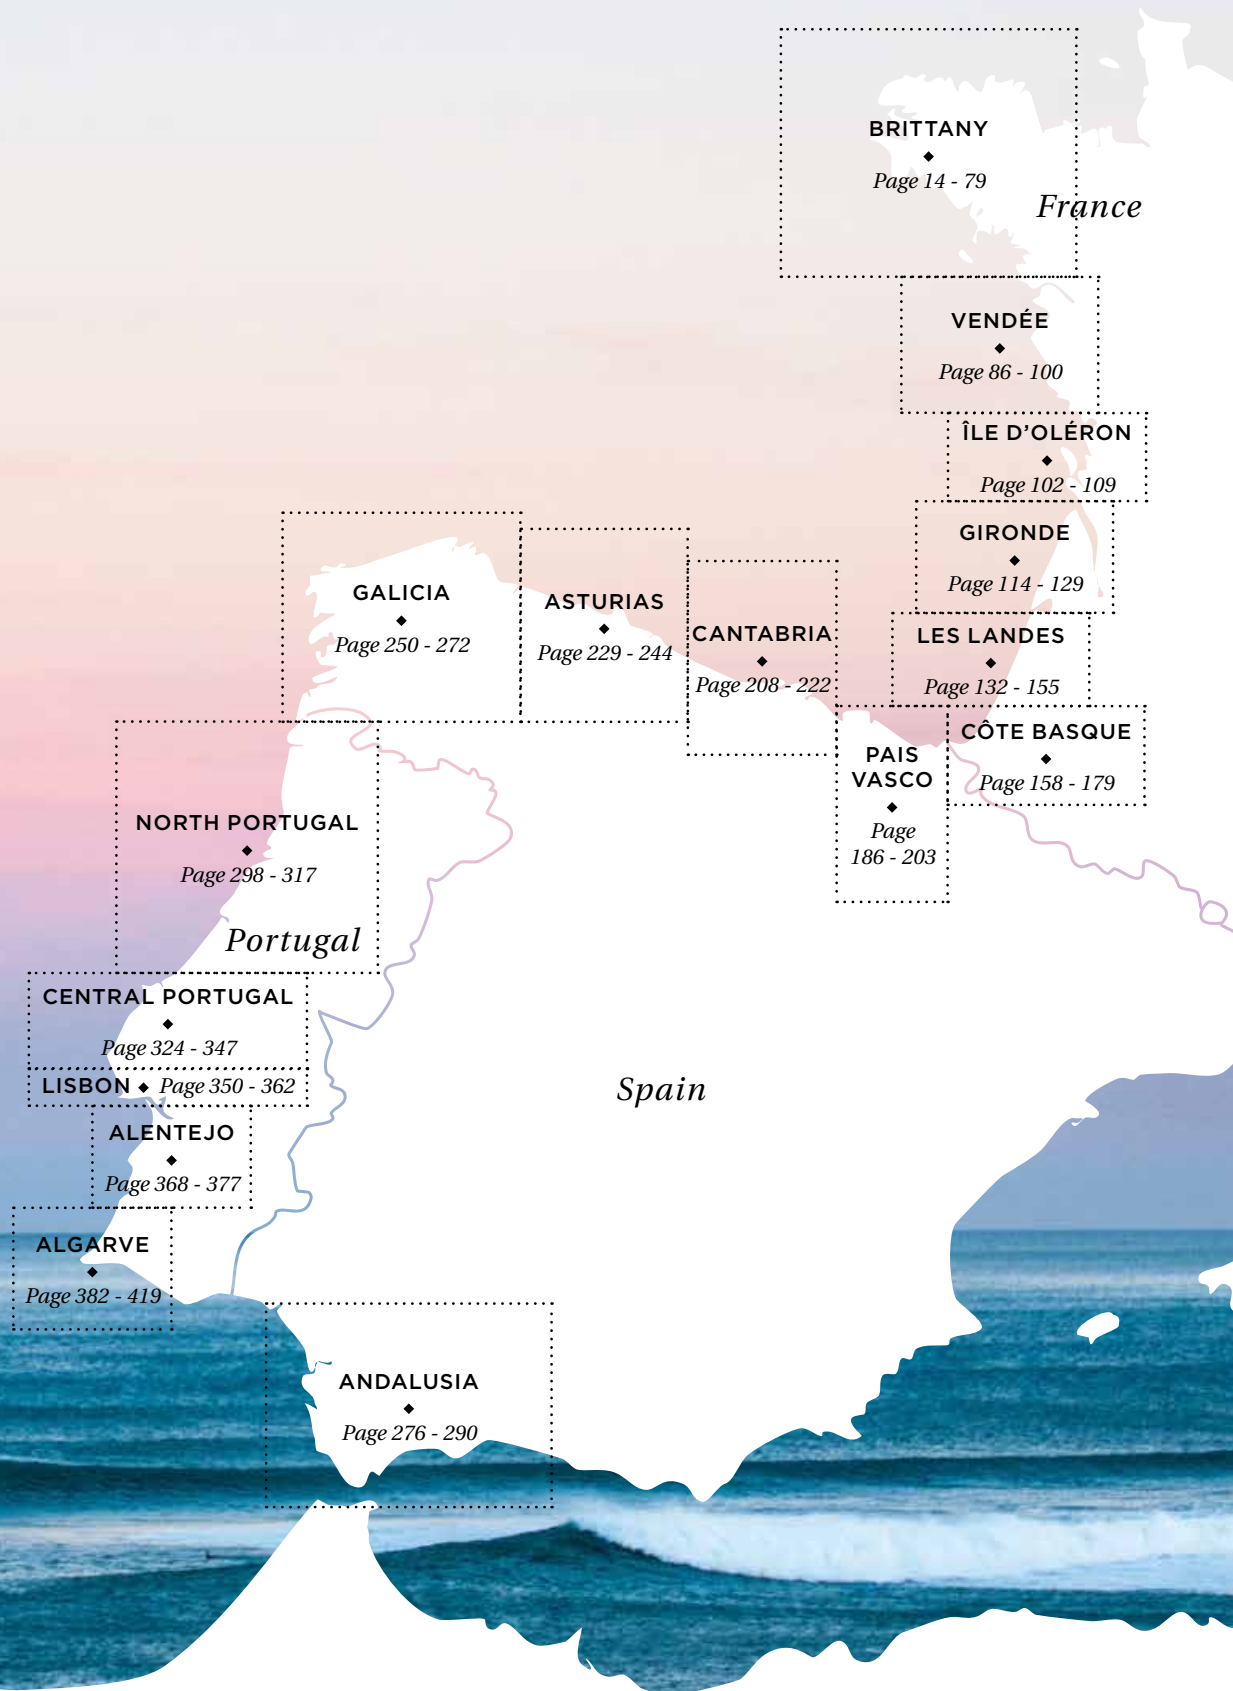 BRITTANY
Page 14 - 79
France
VENDÉE
Page 86 - 100
ÎLE D’OLÉRON
Page 102 - 109
GIRONDE
Page 114 - 129
LES LANDES
Page 132 - 155
CÔTE BASQUE
Page 158 - 179
PAIS
VASCO
Page
186 - 203
CANTABRIA
Page 208 - 222
ASTURIAS
Page 229 - 244
GALICIA
Page 250 - 272
NORTH PORTUGAL
Page 298 - 317
Portugal
CENTRAL PORTUGAL
Page 324 - 347
LISBON Page 350 - 362
ALENTEJO
Page 368 - 377
ALGARVE
Page 382 - 419
Spain
ANDALUSIA
Page 276 - 290